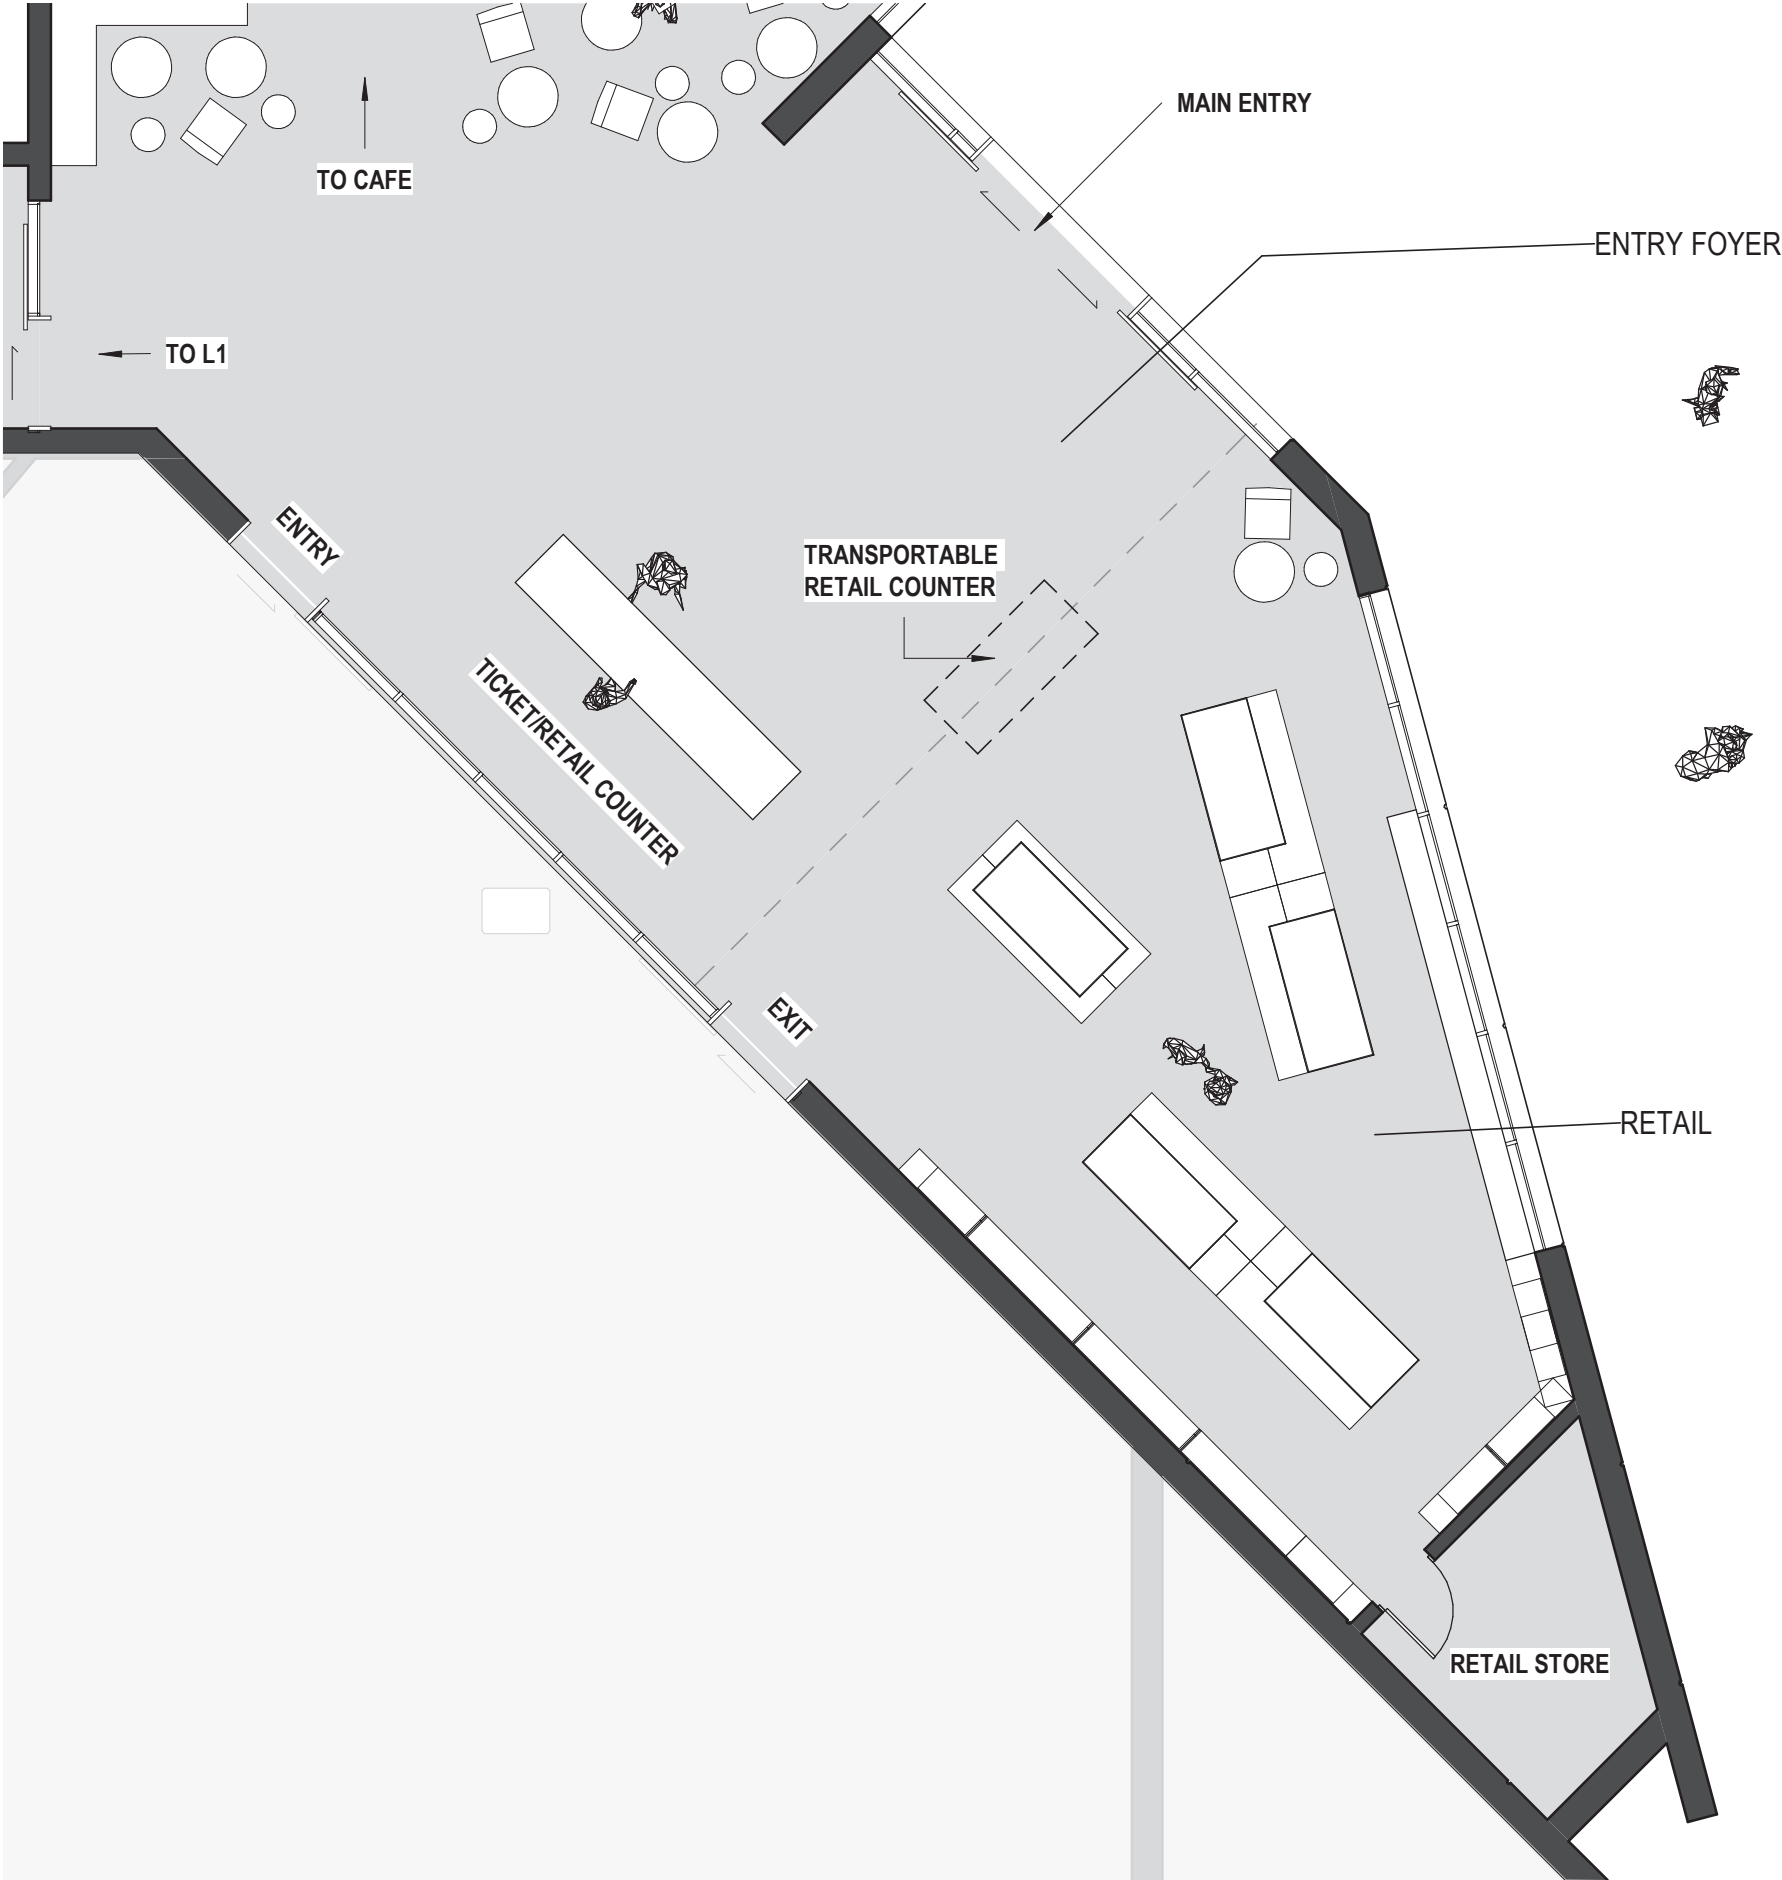 MAIN ENTRY
TO CAFE
ENTRY FOYER
TO L1
ENTRY
TRANSPORTABLE
RETAIL COUNTER
TICKET/RETAIL COUNTER
EXIT
RETAIL
RETAIL STORE